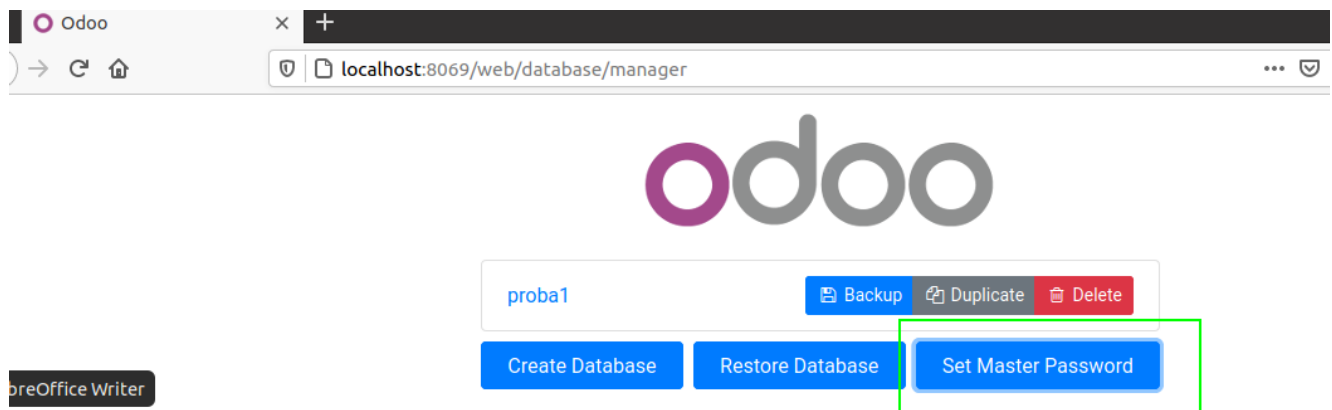 Odoo
localhost:8069/web/database/manager
odoo
proba1 Backup Duplicate Delete
Create Database Restore Database Set Master Password
breOffice Writer